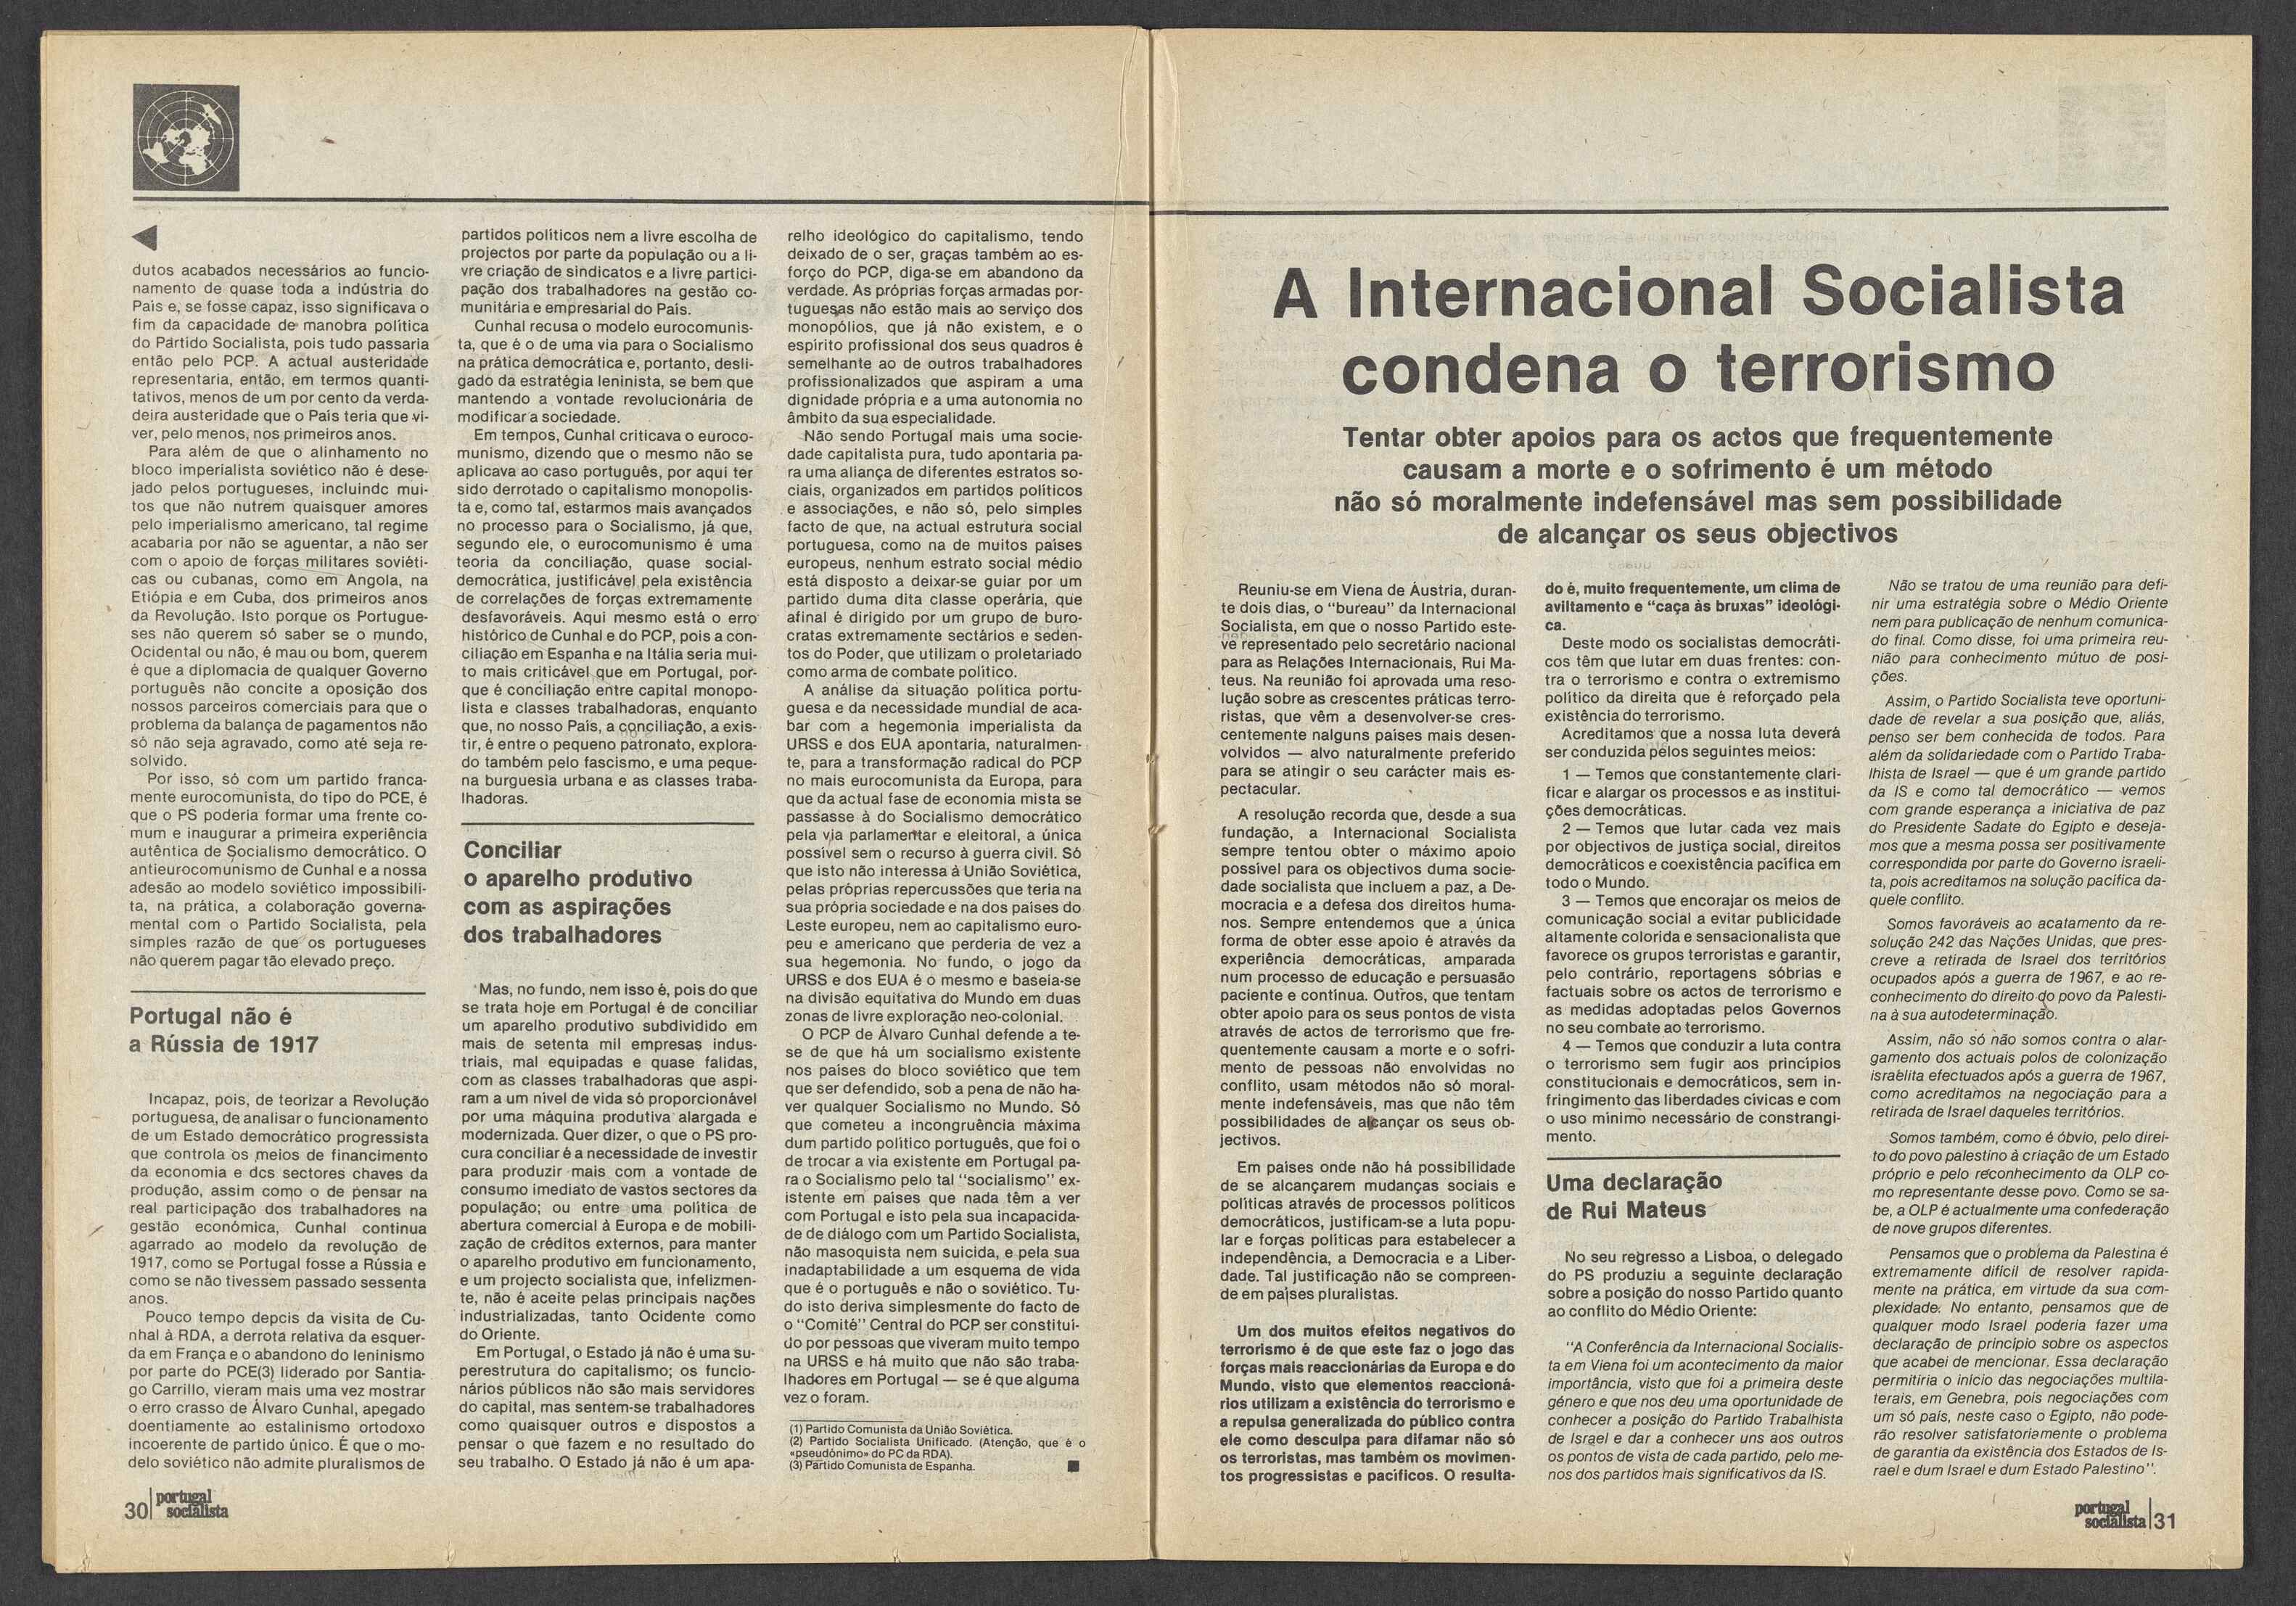 dutos acabados necessários ao funcio-
namento de quase toda a indústria do
País e, se fosse capaz, isso significava o
fim da capacidade de manobra política
do Partido Socialista, pois tudo passaria
então pelo PCP. A actual austeridade
representaria, então, em termos quanti-
tativos, menos de um por cento da verda-
deira austeridade que o País teria que vi-
ver, pelo menos, nos primeiros anos.
Para além de que o alinhamento no
bloco imperialista soviético não é dese-
jado pelos portugueses, incluindo mui-
tos que não nutrem quaisquer amores
pelo imperialismo americano, tal regime
acabaria por não se aguentar, a não ser
com o apoio de forças militares soviéti-
cas ou cubanas, como em Angola, na
Etiópia e em Cuba, dos primeiros anos
da Revolução. Isto porque os Portugue-
ses não querem só saber se o mundo,
Ocidental ou não, é mau ou bom, querem
é que a diplomacia de qualquer Governo
português não concite a oposição dos
nossos parceiros comerciais para que o
problema da balança de pagamentos não
só não seja agravado, como até seja re-
solvido.
Por isso, só com um partido franca-
mente eurocomunista, do tipo do PCE, é
que o PS poderia formar uma frente co-
mum e inaugurar a primeira experiência
autêntica de Socialismo democrático. O
antieurocomunismo de Cunhal e a nossa
adesão ao modelo soviético impossibili-
ta, na prática, a colaboração governa-
mental com o Partido Socialista, pela
simples razão de que os portugueses
não querem pagar tão elevado preço.
Portugal não é
a Rússia de 1917
Incapaz, pois, de teorizar a Revolução
portuguesa, de analisar o funcionamento
de um Estado democrático progressista
que controla os meios de financimento
da economia e dcs sectores chaves da
produção, assim como o de pensar na
real participação dos trabalhadores na
gestão económica, Cunhal continua
agarrado ao modelo da revolução de
1917, como se Portugal fosse a Rússia e
como se não tivessem passado sessenta
anos.
Pouco tempo depcis da visita de Cu-
nhal à RDA, a derrota relativa da esquer-
da em França e o abandono do leninismo
por parte do PCE(3) liderado por Santia-
go Carrillo, vieram mais uma vez mostrar
o erro crasso de Álvaro Cunhal, apegado
doentiamente ao estalinismo ortodoxo
incoerente de partido único. É que o mo-
delo soviético não admite pluralismos de
partidos políticos nem a livre escolha de
projectos por parte da população ou a li-
vre criação de sindicatos e a livre partici-
pação dos trabalhadores na gestão co-
munitária e empresarial do País.
Cunhal recusa o modelo eurocomunis-
ta, que é o de uma via para o Socialismo
na prática democrática e, portanto, desli-
gado da estratégia leninista, se bem que
mantendo a vontade revolucionária de
modificar a sociedade.
Em tempos, Cunhal criticava o euroco-
munismo, dizendo que o mesmo não se
aplicava ao caso português, por aqui ter
sido derrotado o capitalismo monopolis-
ta e, como tal, estarmos mais avançados
no processo para o Socialismo, já que,
segundo ele, o eurocomunismo é uma
teoria da conciliação, quase social-
democrática, justificável pela existência
de correlações de forças extremamente
desfavoráveis. Aqui mesmo está o erro
histórico de Cunhal e do PCP, pois a con-
ciliação em Espanha e na Itália seria mui-
to mais criticável que em Portugal, por-
que é conciliação entre capital monopo-
lista e classes trabalhadoras, enquanto
que, no nosso País, a conciliação, a exis-
tir, é entre o pequeno patronato, explora-
do também pelo fascismo, e uma peque-
na burguesia urbana e as classes traba-
lhadoras.
Conciliar
o aparelho produtivo
com as aspirações
dos trabalhadores
Mas, no fundo, nem isso é, pois do que
se trata hoje em Portugal é de conciliar
um aparelho produtivo subdividido em
mais de setenta mil empresas indus-
triais, mal equipadas e quase falidas,
com as classes trabalhadoras que aspi-
ram a um nível de vida só proporcionável
por uma máquina produtiva alargada e
modernizada. Quer dizer, o que o PS pro-
cura conciliar é a necessidade de investir
para produzir mais com a vontade de
consumo imediato de vastos sectores da
população; ou entre uma política de
abertura comercial à Europa e de mobili-
zação de créditos externos, para manter
o aparelho produtivo em funcionamento,
e um projecto socialista que, infelizmen-
te, não é aceite pelas principais nações
industrializadas, tanto Ocidente como
do Oriente.
Em Portugal, o Estado já não é uma su-
perestrutura do capitalismo; os funcio-
nários públicos não são mais servidores
do capital, mas sentem-se trabalhadores
como quaisquer outros e dispostos a
pensar o que fazem e no resultado do
seu trabalho. O Estado já não é um apa-
relho ideológico do capitalismo, tendo
deixado de o ser, graças também ao es-
forço do PCP, diga-se em abandono da
verdade. As próprias forças armadas por-
tuguesas não estão mais ao serviço dos
monopólios, que já não existem, e o
espírito profissional dos seus quadros é
semelhante ao de outros trabalhadores
profissionalizados que aspiram a uma
dignidade própria e a uma autonomia no
âmbito da sua especialidade.
Não sendo Portugal mais uma socie-
dade capitalista pura, tudo apontaria pa-
ra uma aliança de diferentes estratos so-
ciais, organizados em partidos políticos
e associações, e não só, pelo simples
facto de que, na actual estrutura social
portuguesa, como na de muitos países
europeus, nenhum estrato social médio
está disposto a deixar-se guiar por um
partido duma dita classe operária, que
afinal é dirigido por um grupo de buro-
cratas extremamente sectários e seden-
tos do Poder, que utilizam o proletariado
como arma de combate político.
A análise da situação política portu-
guesa e da necessidade mundial de aca-
bar com a hegemonia imperialista da
URSS e dos EUA apontaria, naturalmen-
te, para a transformação radical do PCP
no mais eurocomunista da Europa, para
que da actual fase de economia mista se
passasse à do Socialismo democrático
pela via parlamentar e eleitoral, a única
possível sem o recurso à guerra civil. Só
que isto não interessa à União Soviética,
pelas próprias repercussões que teria na
sua própria sociedade e na dos países do
Leste europeu, nem ao capitalismo euro-
peu e americano que perderia de vez a
sua hegemonia. No fundo, o jogo da
URSS e dos EUA é o mesmo e baseia-se
na divisão equitativa do Mundo em duas
zonas de livre exploração neo-colonial.
O PCP de Álvaro Cunhal defende a te-
se de que há um socialismo existente
nos países do bloco soviético que tem
que ser defendido, sob a pena de não ha-
ver qualquer Socialismo no Mundo. Só
que cometeu a incongruência máxima
dum partido político português, que foi o
de trocar a via existente em Portugal pa-
ra o Socialismo pelo tal "socialismo" ex-
istente em países que nada têm a ver
com Portugal e isto pela sua incapacida-
de de diálogo com um Partido Socialista,
não masoquista nem suicida, e pela sua
inadaptabilidade a um esquema de vida
que é o português e não o soviético. Tu-
do isto deriva simplesmente do facto de
o "Comité" Central do PCP ser constituí-
do por pessoas que viveram muito tempo
na URSS e há muito que não são traba-
lhadores em Portugal — se é que alguma
vez o foram.
(1) Partido Comunista da União Soviética.
(2) Partido Socialista Unificado. (Atenção, que é o
«pseudónimo» do PC da RDA).
(3) Partido Comunista de Espanha.
30 portugal
socialista
A Internacional Socialista
condena o terrorismo
Tentar obter apoios para os actos que frequentemente
causam a morte e o sofrimento é um método
não só moralmente indefensável mas sem possibilidade
de alcançar os seus objectivos
Reuniu-se em Viena de Áustria, duran-
te dois dias, o "bureau" da Internacional
Socialista, em que o nosso Partido este-
ve representado pelo secretário nacional
para as Relações Internacionais, Rui Ma-
teus. Na reunião foi aprovada uma reso-
lução sobre as crescentes práticas terro-
ristas, que vêm a desenvolver-se cres-
centemente nalguns países mais desen-
volvidos — alvo naturalmente preferido
para se atingir o seu carácter mais es-
pectacular.
A resolução recorda que, desde a sua
fundação, a Internacional Socialista
sempre tentou obter o máximo apoio
possível para os objectivos duma socie-
dade socialista que incluem a paz, a De-
mocracia e a defesa dos direitos huma-
nos. Sempre entendemos que a única
forma de obter esse apoio é através da
experiência democráticas, amparada
num processo de educação e persuasão
paciente e contínua. Outros, que tentam
obter apoio para os seus pontos de vista
através de actos de terrorismo que fre-
quentemente causam a morte e o sofri-
mento de pessoas não envolvidas no
conflito, usam métodos não só moral-
mente indefensáveis, mas que não têm
possibilidades de alcançar os seus ob-
jectivos.
Em países onde não há possibilidade
de se alcançarem mudanças sociais e
políticas através de processos políticos
democráticos, justificam-se a luta popu-
lar e forças políticas para estabelecer a
independência, a Democracia e a Liber-
dade. Tal justificação não se compreen-
de em países pluralistas.
Um dos muitos efeitos negativos do
terrorismo é de que este faz o jogo das
forças mais reaccionárias da Europa e do
Mundo, visto que elementos reaccioná-
rios utilizam a existência do terrorismo e
a repulsa generalizada do público contra
ele como desculpa para difamar não só
os terroristas, mas também os movimen-
tos progressistas e pacíficos. O resulta-
do é, muito frequentemente, um clima de
aviltamento e "caça às bruxas" ideológi-
ca.
Deste modo os socialistas democráti-
cos têm que lutar em duas frentes: con-
tra o terrorismo e contra o extremismo
político da direita que é reforçado pela
existência do terrorismo.
Acreditamos que a nossa luta deverá
ser conduzida pelos seguintes meios:
1 — Temos que constantemente clari-
ficar e alargar os processos e as institui-
ções democráticas.
2 — Temos que lutar cada vez mais
por objectivos de justiça social, direitos
democráticos e coexistência pacífica em
todo o Mundo.
3 — Temos que encorajar os meios de
comunicação social a evitar publicidade
altamente colorida e sensacionalista que
favorece os grupos terroristas e garantir,
pelo contrário, reportagens sóbrias e
factuais sobre os actos de terrorismo e
as medidas adoptadas pelos Governos
no seu combate ao terrorismo.
4 — Temos que conduzir a luta contra
o terrorismo sem fugir aos princípios
constitucionais e democráticos, sem in-
fringimento das liberdades cívicas e com
o uso mínimo necessário de constrangi-
mento.
Uma declaração
de Rui Mateus
No seu regresso a Lisboa, o delegado
do PS produziu a seguinte declaração
sobre a posição do nosso Partido quanto
ao conflito do Médio Oriente:
"A Conferência da Internacional Socialis-
ta em Viena foi um acontecimento da maior
importância, visto que foi a primeira deste
género e que nos deu uma oportunidade de
conhecer a posição do Partido Trabalhista
de Israel e dar a conhecer uns aos outros
os pontos de vista de cada partido, pelo me-
nos dos partidos mais significativos da IS.
Não se tratou de uma reunião para defi-
nir uma estratégia sobre o Médio Oriente
nem para publicação de nenhum comunica-
do final. Como disse, foi uma primeira reu-
nião para conhecimento mútuo de posi-
ções.
Assim, o Partido Socialista teve oportuni-
dade de revelar a sua posição que, aliás,
penso ser bem conhecida de todos. Para
além da solidariedade com o Partido Traba-
lhista de Israel — que é um grande partido
da IS e como tal democrático — vemos
com grande esperança a iniciativa de paz
do Presidente Sadate do Egipto e deseja-
mos que a mesma possa ser positivamente
correspondida por parte do Governo israeli-
ta, pois acreditamos na solução pacífica da-
quele conflito.
Somos favoráveis ao acatamento da re-
solução 242 das Nações Unidas, que pres-
creve a retirada de Israel dos territórios
ocupados após a guerra de 1967, e ao re-
conhecimento do direito do povo da Palesti-
na à sua autodeterminação.
Assim, não só não somos contra o alar-
gamento dos actuais polos de colonização
israelita efectuados após a guerra de 1967,
como acreditamos na negociação para a
retirada de Israel daqueles territórios.
Somos também, como é óbvio, pelo direi-
to do povo palestino à criação de um Estado
próprio e pelo reconhecimento da OLP co-
mo representante desse povo. Como se sa-
be, a OLP é actualmente uma confederação
de nove grupos diferentes.
Pensamos que o problema da Palestina é
extremamente difícil de resolver rapida-
mente na prática, em virtude da sua com-
plexidade. No entanto, pensamos que de
qualquer modo Israel poderia fazer uma
declaração de princípio sobre os aspectos
que acabei de mencionar. Essa declaração
permitiria o início das negociações multila-
terais, em Genebra, pois negociações com
um só país, neste caso o Egipto, não pode-
rão resolver satisfatoriamente o problema
de garantia da existência dos Estados de Is-
rael e dum Israel e dum Estado Palestino".
portugal
socialista 31